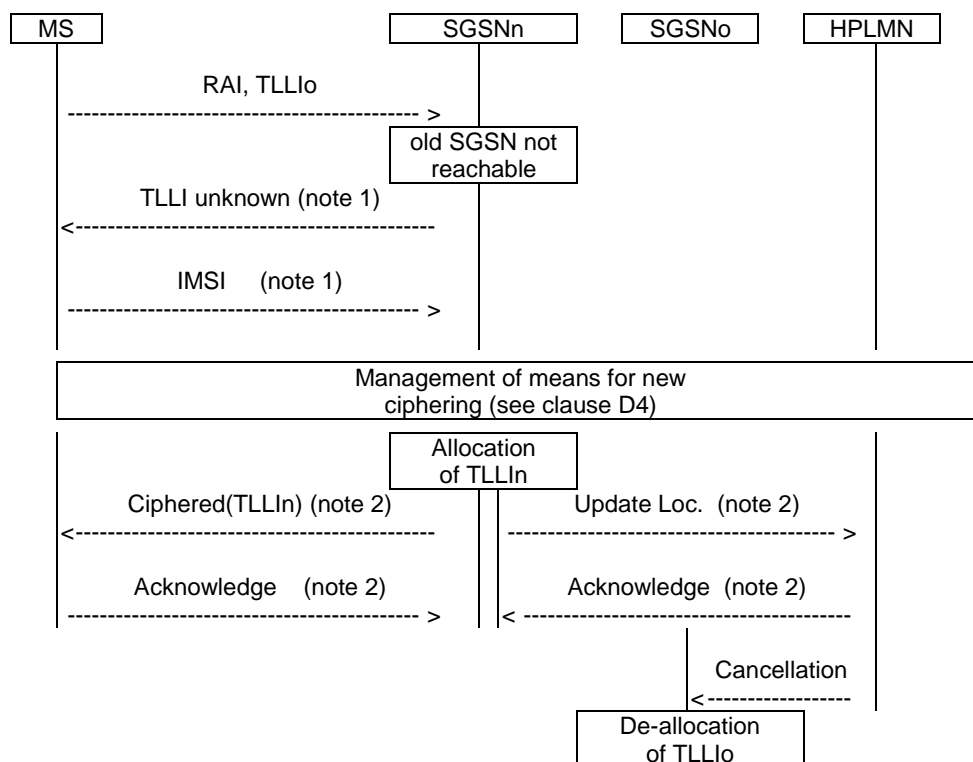 MS SGSNn SGSNo HPLMN
RAI, TLLIo
---------------------------------------------- >
old SGSN not
reachable
TLLI unknown (note 1)
<-----------------------------------------------
IMSI (note 1)
---------------------------------------------- >
Management of means for new
ciphering (see clause D4)
Allocation
of TLLIn
Ciphered(TLLIn) (note 2) Update Loc. (note 2)
<----------------------------------------------- ------------------------------------------- >
Acknowledge (note 2) Acknowledge (note 2)
---------------------------------------------- > < -------------------------------------------
Cancellation
< ------------------
De-allocation
of TLLIo